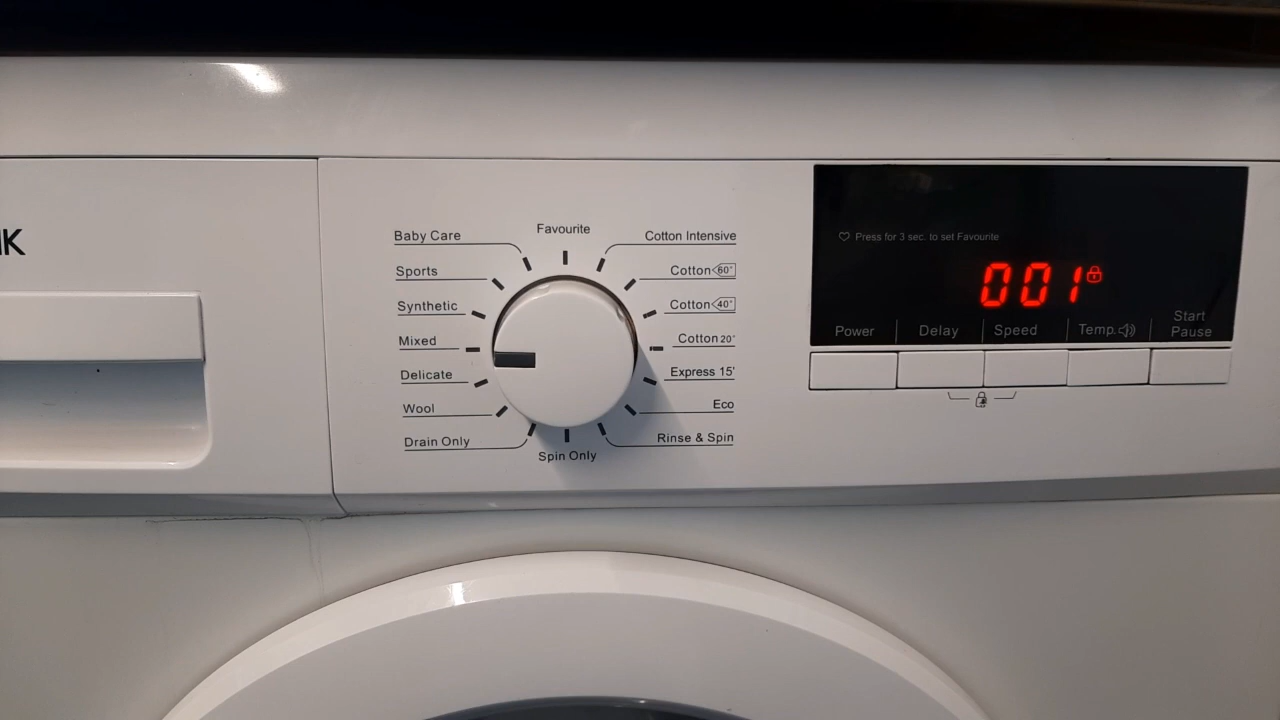 Favourite
Baby Care
Cotton Intensive
Sports
Cotton 60°
Synthetic
Cotton 40°
Mixed
Cotton 20°
Delicate
Express 15'
Wool
Eco
Drain Only
Rinse & Spin
Spin Only
Press for 3 sec. to set Favourite
001
Power
Delay
Speed
Temp.
Start
Pause